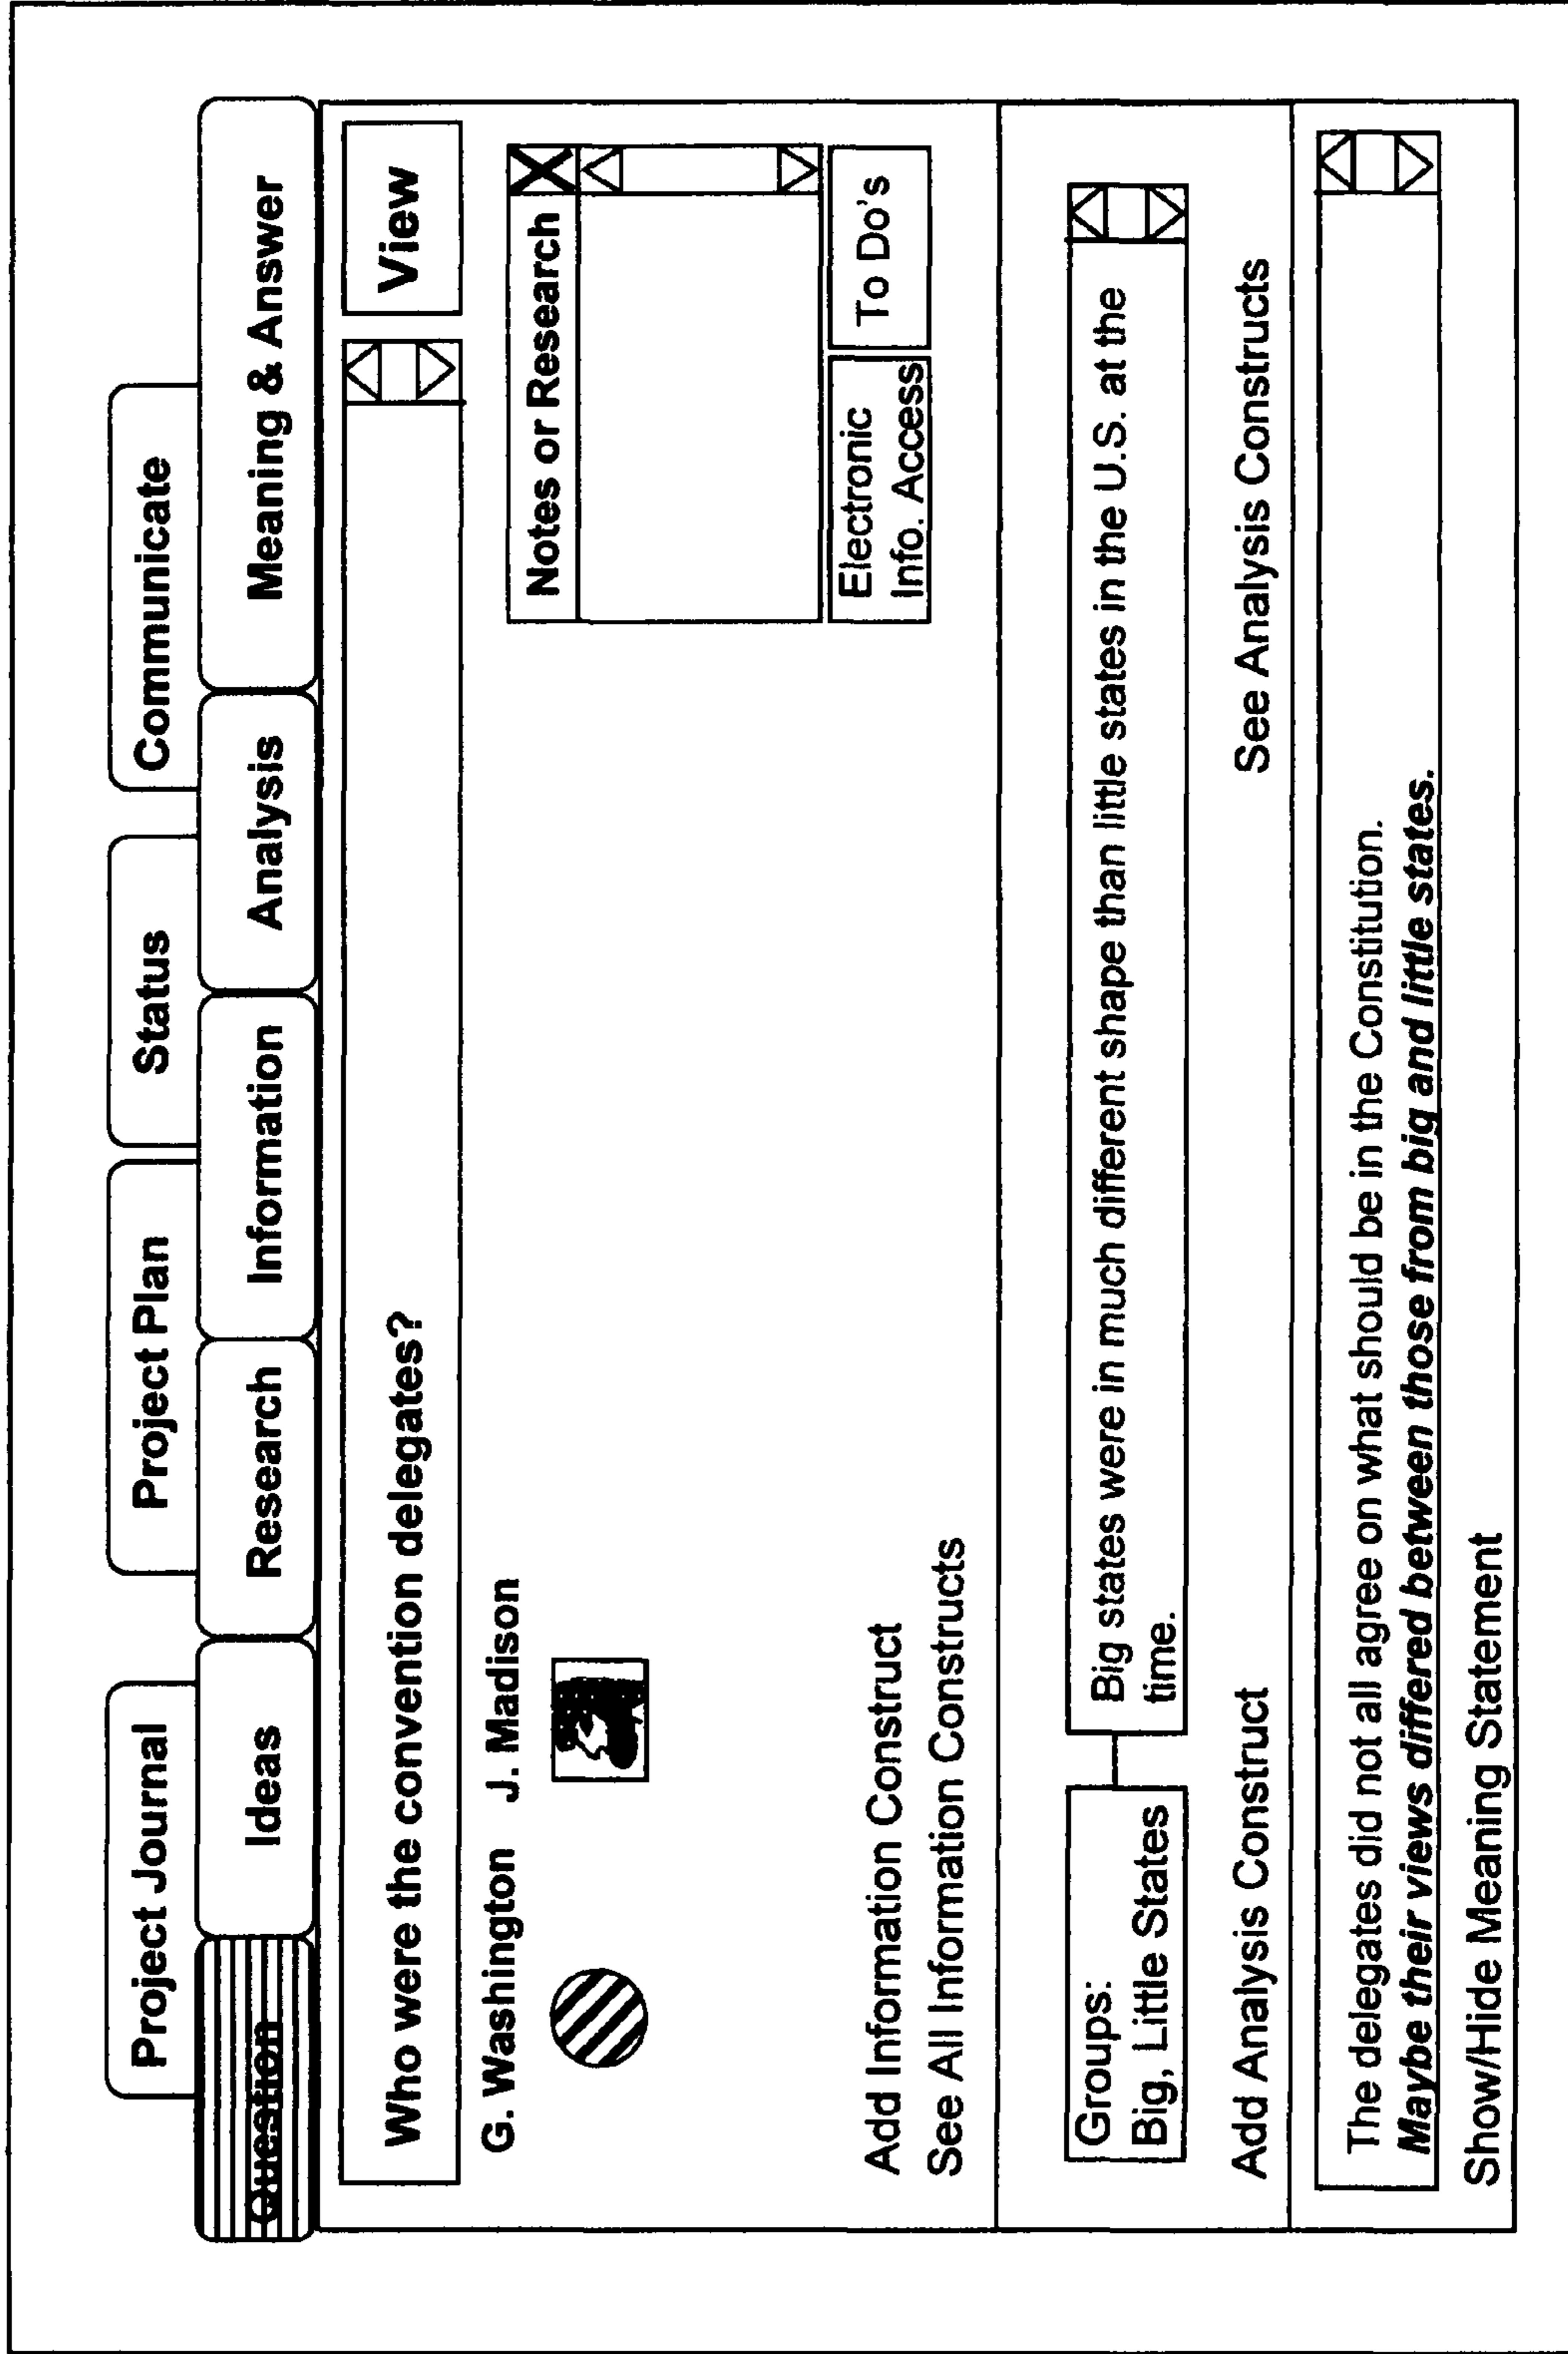 Project Journal
Project Plan
Status
Communicate
Question
Ideas
Research
Information
Analysis
Meaning & Answer
Who were the convention delegates?
View
G. Washington
J. Madison
Notes or Research
Electronic
Info. Access
To Do's
Add Information Construct
See All Information Constructs
Groups:
Big, Little States
Big states were in much different shape than little states in the U.S. at the
time.
Add Analysis Construct
See Analysis Constructs
The delegates did not all agree on what should be in the Constitution.
Maybe their views differed between those from big and little states.
Show/Hide Meaning Statement